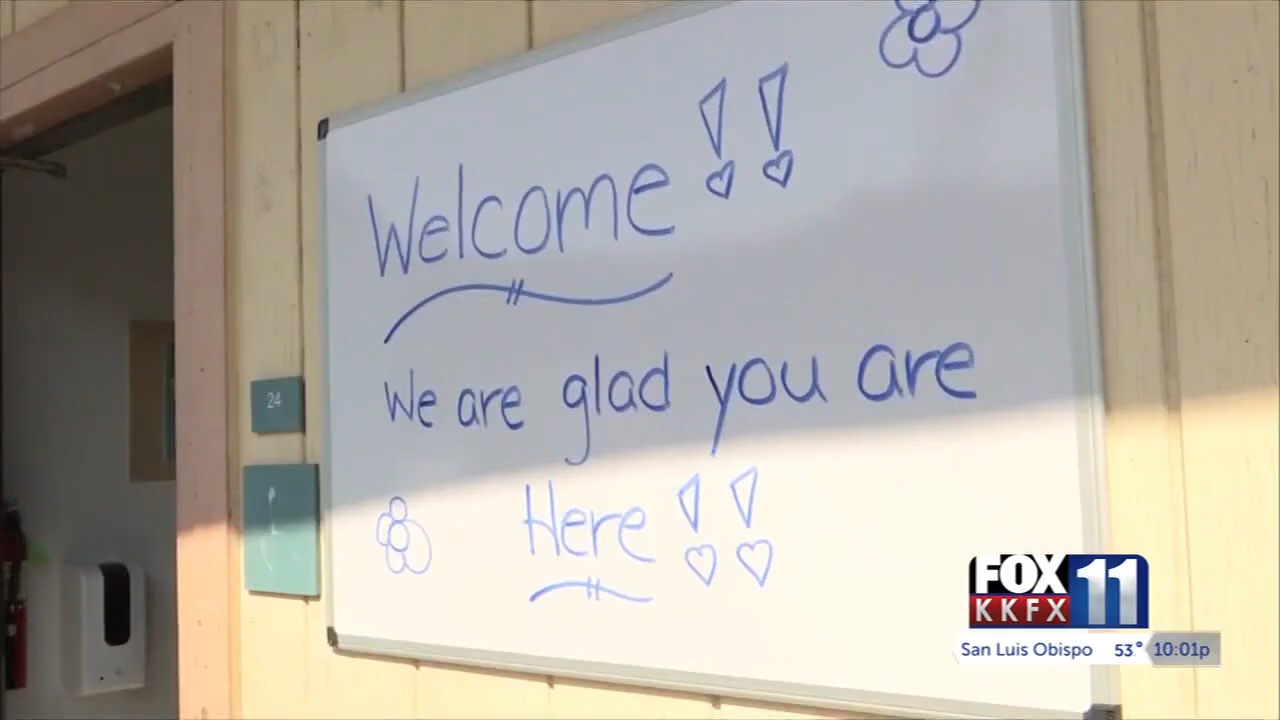 Welcome!!
We are glad you are
Here!!
24
FOX 11
KKFX
San Luis Obispo 53° 10:01p